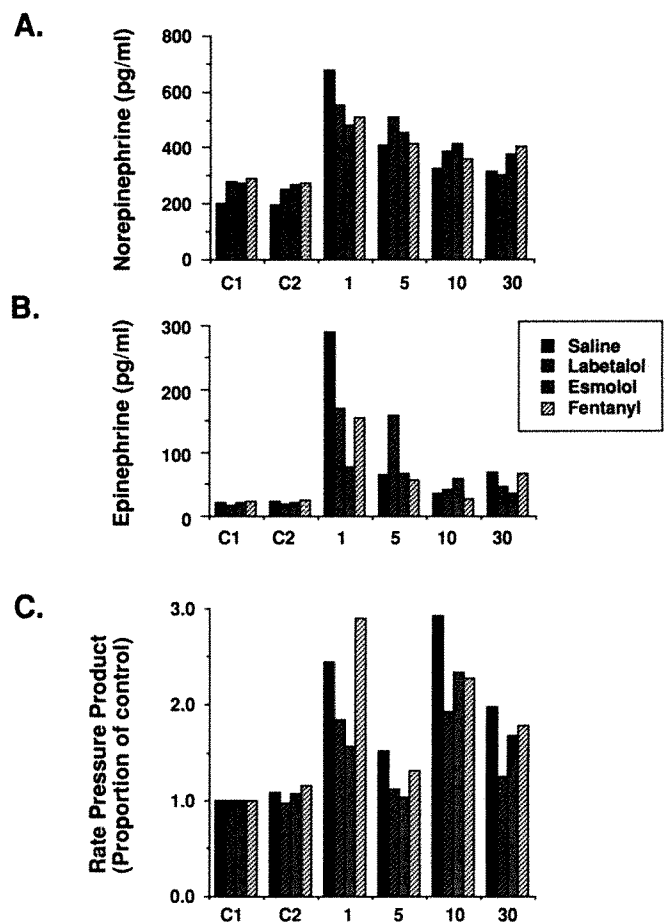 A.
Norepinephrine (pg/ml)
800
600
400
200
0
C1 C2 1 5 10 30
B.
Epinephrine (pg/ml)
300
200
100
0
C1 C2 1 5 10 30
Saline
Labetalol
Esmolol
Fentanyl
C.
Rate Pressure Product
(Proportion of control)
3.0
2.0
1.0
0.0
C1 C2 1 5 10 30